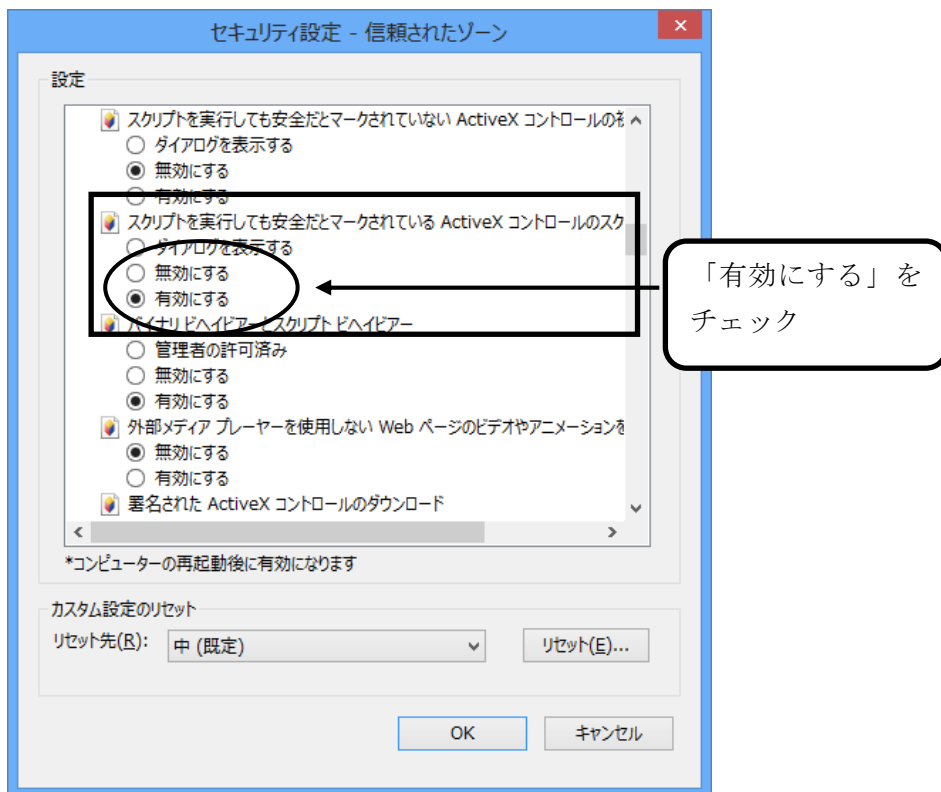 セキュリティ設定 - 信頼されたゾーン
設定
スクリプトを実行しても安全だとマークされていない ActiveX コントロールの初
ダイアログを表示する
無効にする
有効にする
スクリプトを実行しても安全だとマークされている ActiveX コントロールのスク
ダイアログを表示する
無効にする
有効にする
バイナリ ビヘイビアーとスクリプト ビヘイビアー
管理者の許可済み
無効にする
有効にする
外部メディア プレーヤーを使用しない Web ページのビデオやアニメーションを
無効にする
有効にする
署名された ActiveX コントロールのダウンロード
*コンピューターの再起動後に有効になります
カスタム設定のリセット
リセット先(R):
中 (既定)
リセット(E)...
OK
キャンセル
「有効にする」を
チェック